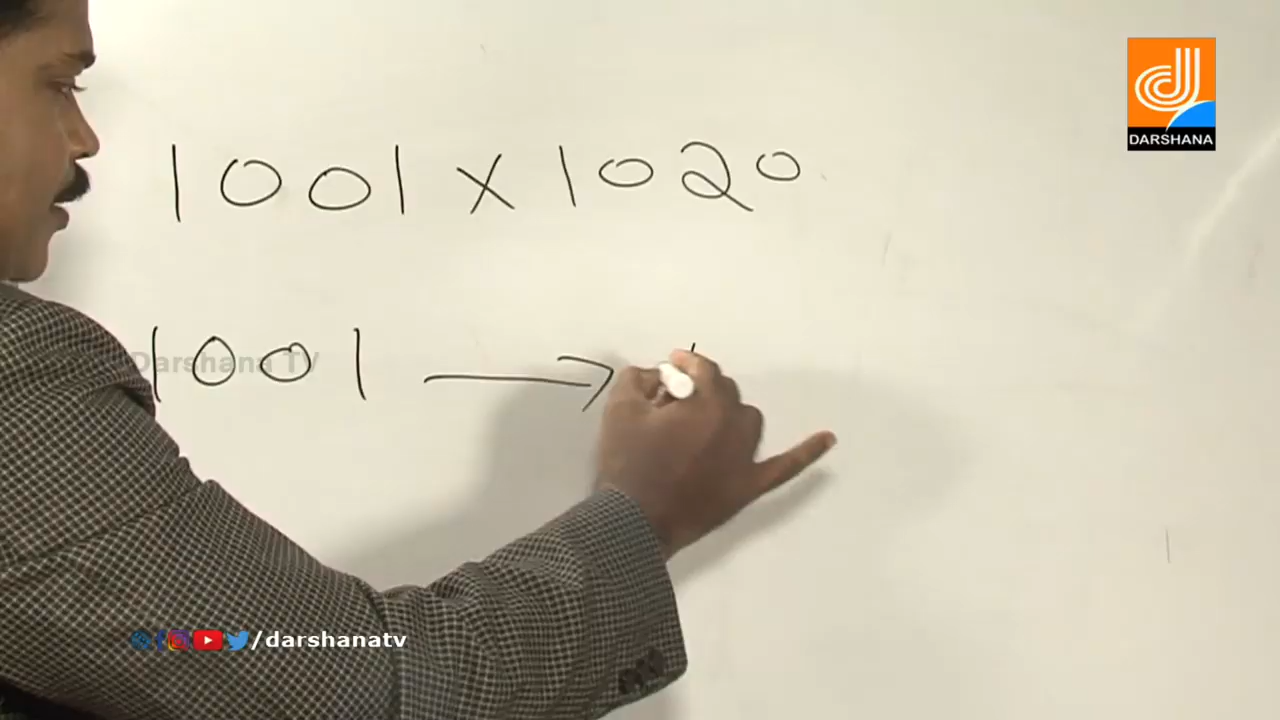 DARSHANA
1001 x 1020
1001 →
Darshana TV
/darshanatv